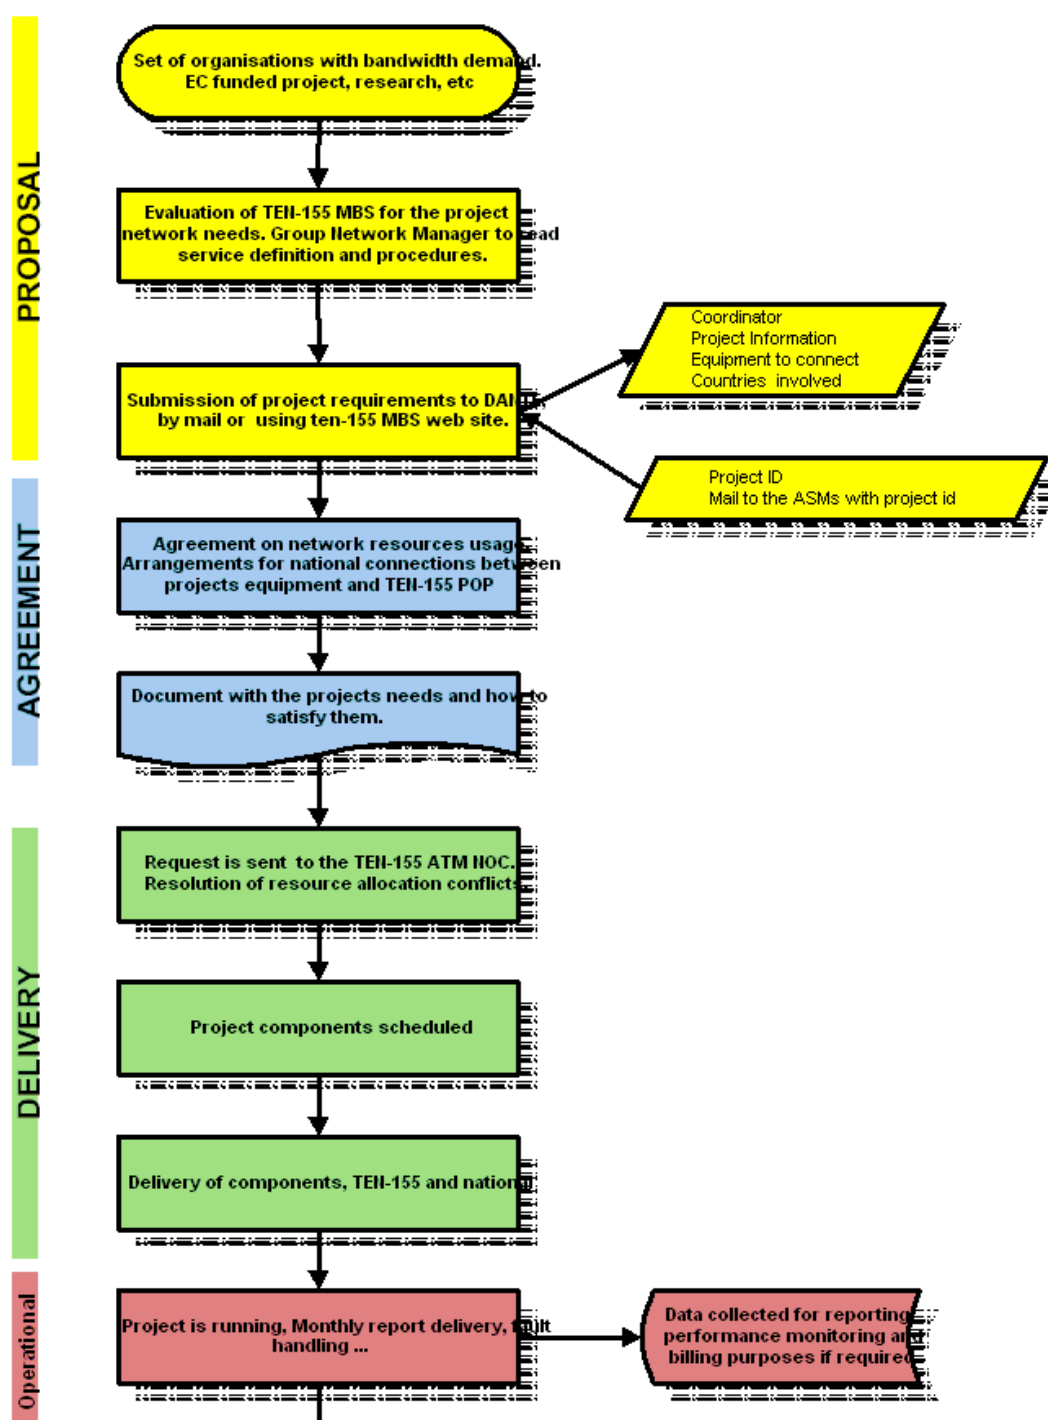 PROPOSAL
Set of organisations with bandwidth demand.
EC funded project, research, etc
Evaluation of TEN-155 MBS for the project
network needs. Group Network Manager to read
service definition and procedures.
Coordinator
Project Information
Equipment to connect
Countries involved
Submission of project requirements to
by mail or using ten-155 MBS web site.
Project ID
Mail to the ASMs with project id
AGREEMENT
Agreement on network resources usage.
Arrangements for national connections between
projects equipment and TEN-155 POP
Document with the projects needs and how to
satisfy them.
DELIVERY
Request is sent to the TEN-155 ATM NOC.
Resolution of resource allocation conflicts.
Project components scheduled
Delivery of components, TEN-155 and national
Operational
Project is running, Monthly report delivery, fault
handling ...
Data collected for reporting,
performance monitoring and
billing purposes if required